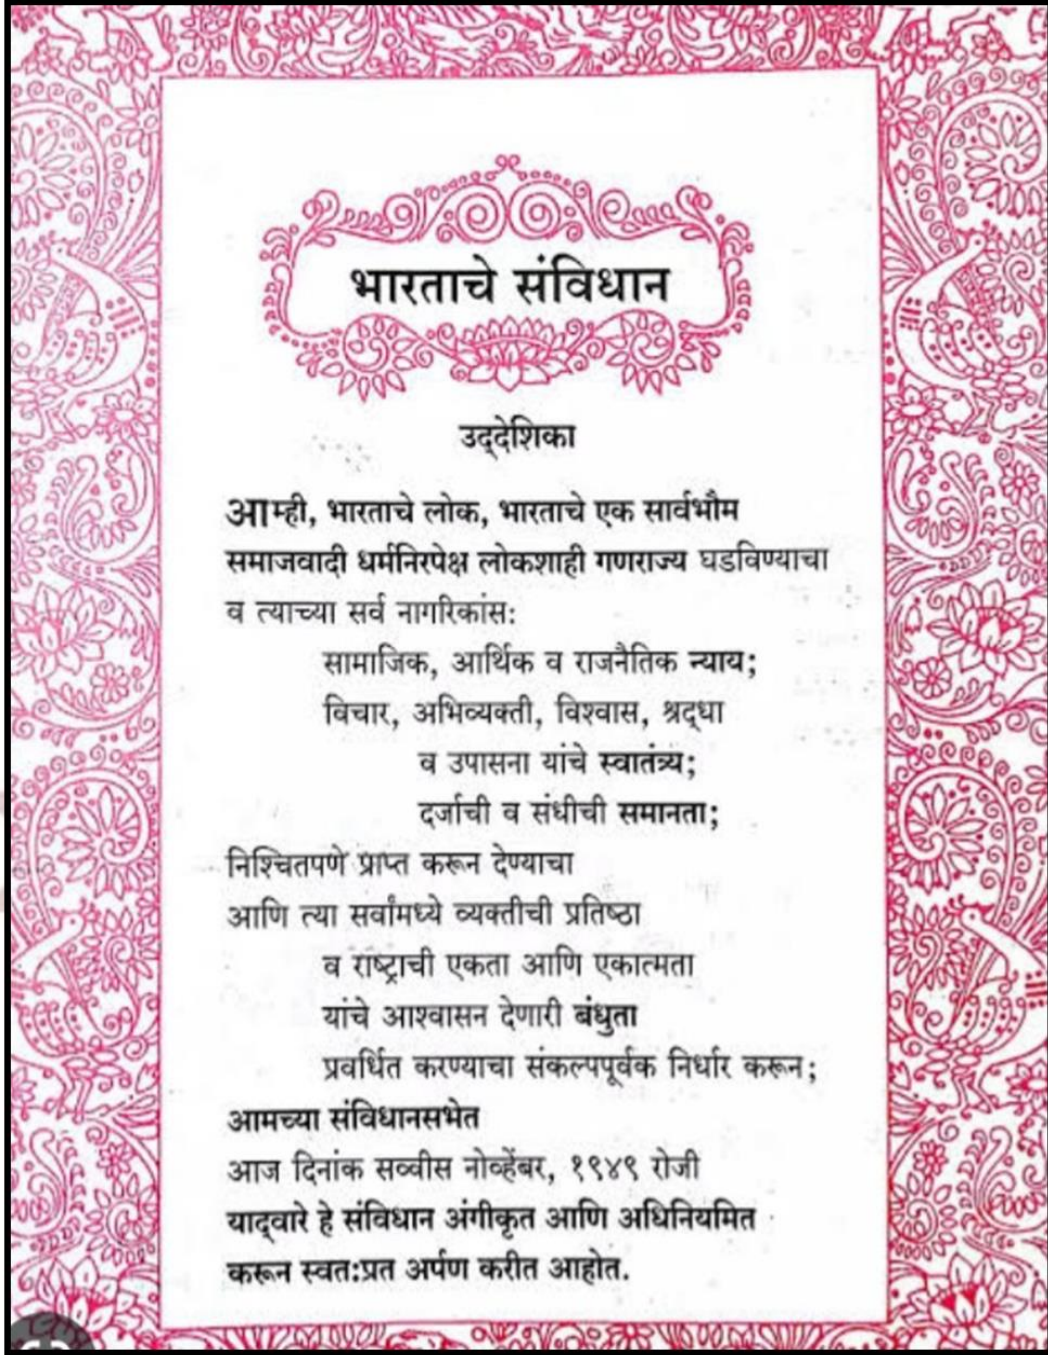 भारताचे संविधान
उद्‌देशिका
आम्ही, भारताचे लोक, भारताचे एक सार्वभौम
समाजवादी धर्मनिरपेक्ष लोकशाही गणराज्य घडविण्याचा
व त्याच्या सर्व नागरिकांस:
सामाजिक, आर्थिक व राजनैतिक न्याय;
विचार, अभिव्यक्ती, विश्वास, श्रद्‌धा
व उपासना यांचे स्वातंत्र्य;
दर्जाची व संधीची समानता;
निश्चितपणे प्राप्त करून देण्याचा
आणि त्या सर्वांमध्ये व्यक्तीची प्रतिष्ठा
व राष्ट्राची एकता आणि एकात्मता
यांचे आश्वासन देणारी बंधुता
प्रवर्धित करण्याचा संकल्पपूर्वक निर्धार करून;
आमच्या संविधानसभेत
आज दिनांक सव्वीस नोव्हेंबर, १९४९ रोजी
याद्‌वारे हे संविधान अंगीकृत आणि अधिनियमित
करून स्वत:प्रत अर्पण करीत आहोत.